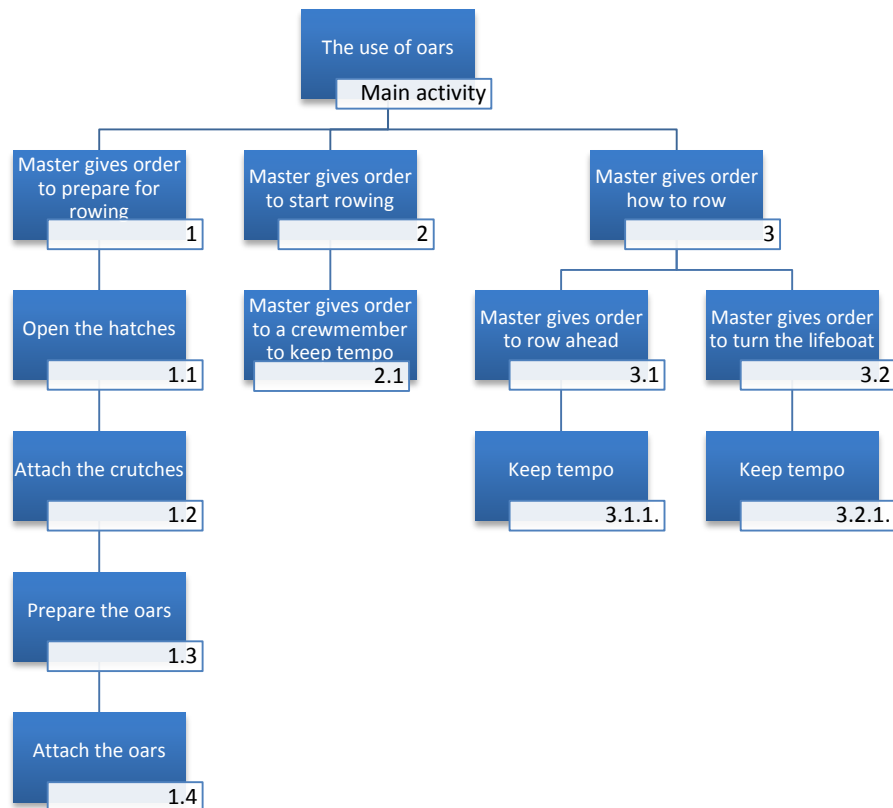 The use of oars
Main activity
Master gives order
to prepare for
rowing
1
Master gives order
to start rowing
2
Master gives order
how to row
3
Open the hatches
1.1
Master gives order
to a crewmember
to keep tempo
2.1
Master gives order
to row ahead
3.1
Master gives order
to turn the lifeboat
3.2
Attach the crutches
1.2
Keep tempo
3.1.1.
Keep tempo
3.2.1.
Prepare the oars
1.3
Attach the oars
1.4